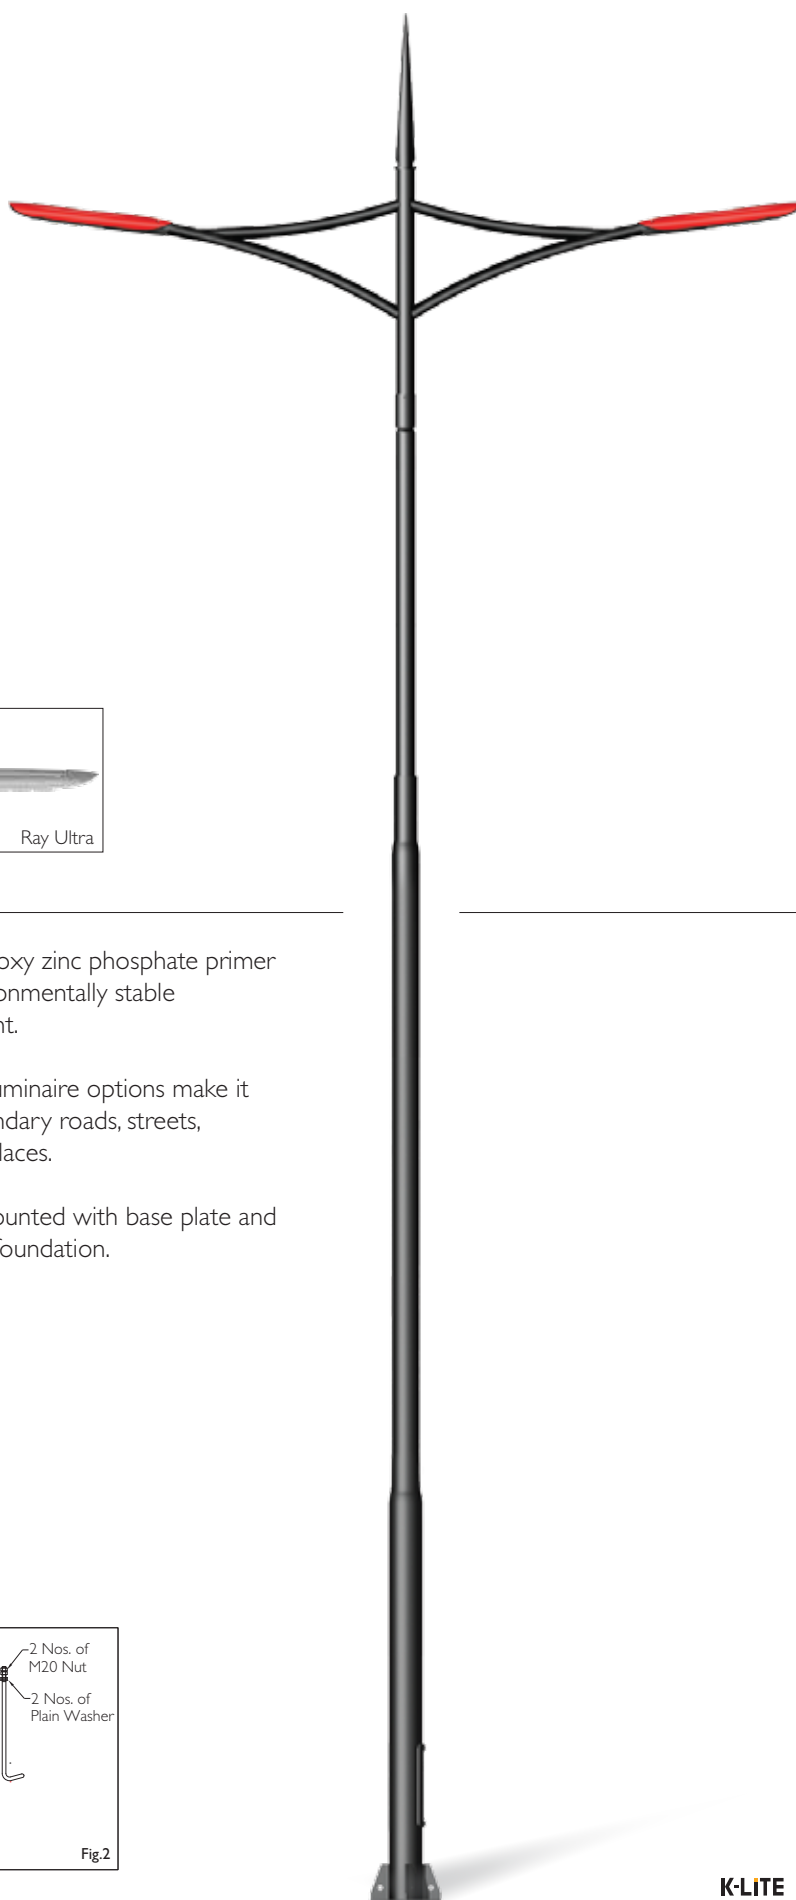 Ray Ultra
oxy zinc phosphate primer
onmentally stable
nt.
uminaire options make it
ndary roads, streets,
laces.
ounted with base plate and
foundation.
2 Nos. of
M20 Nut
2 Nos. of
Plain Washer
Fig.2
K-LiTE